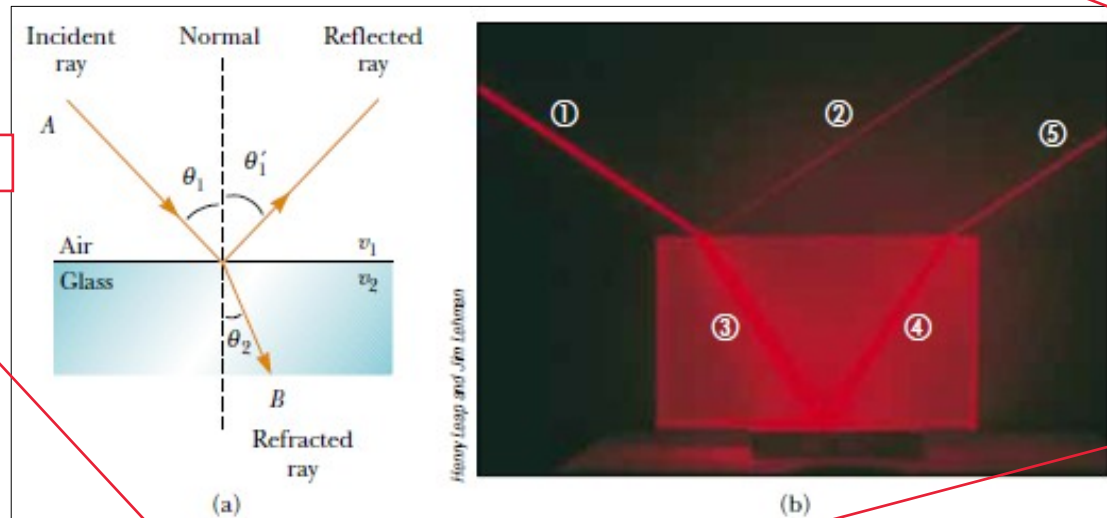 Incident
ray
Normal
Reflected
ray
A
θ₁
θ′₁
Air
v₁
Glass
v₂
θ₂
B
Refracted
ray
(a)
①
②
⑤
③
④
Henry Leap and Jim Lehman
(b)